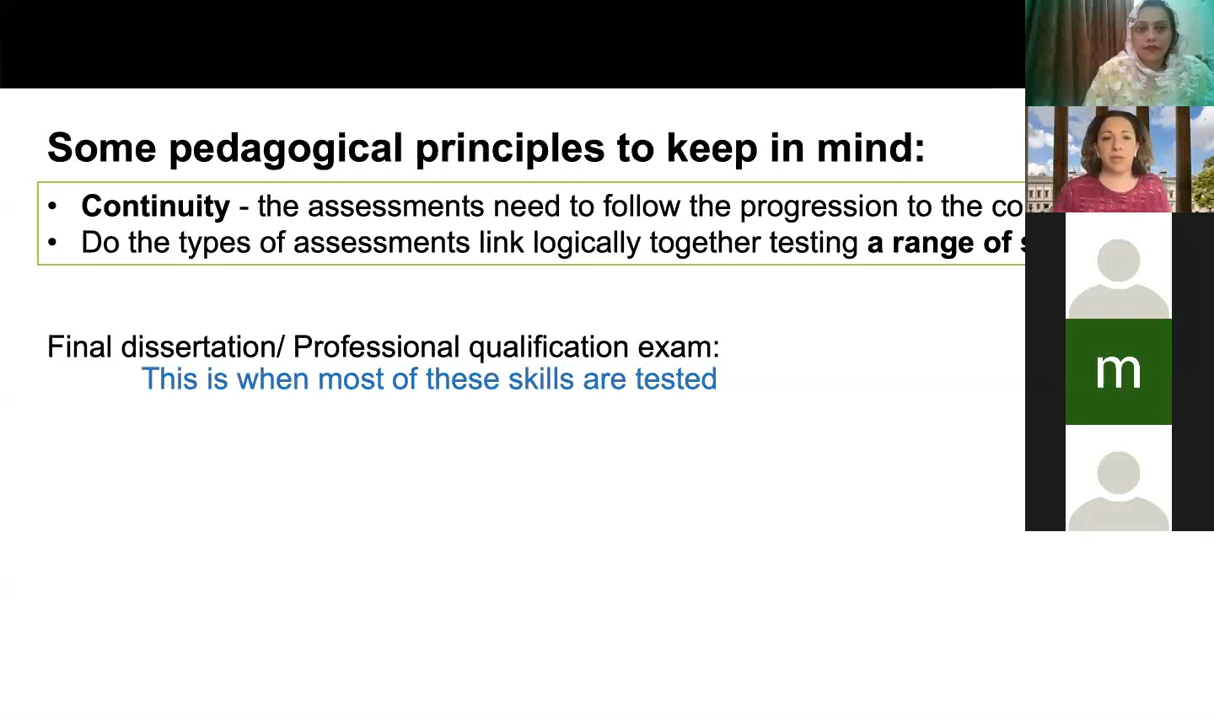 Some pedagogical principles to keep in mind:
• Continuity - the assessments need to follow the progression to the
• Do the types of assessments link logically together testing a range of
Final dissertation/ Professional qualification exam:
This is when most of these skills are tested
m